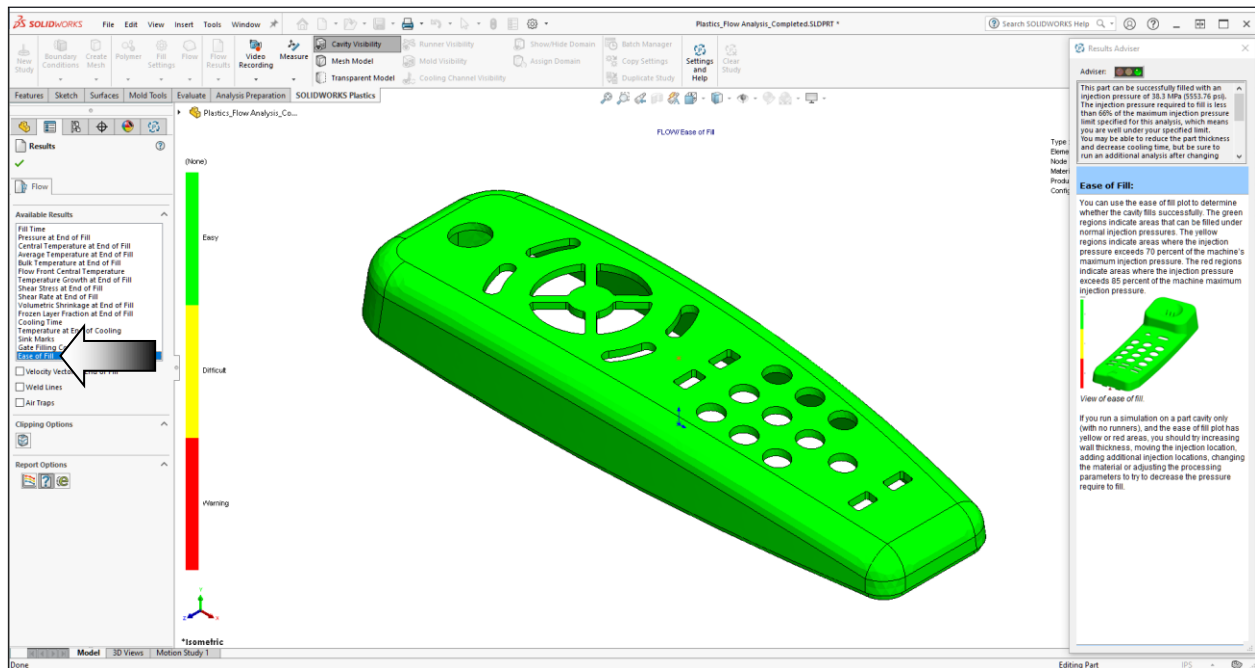 SOLIDWORKS File Edit View Insert Tools Window Plastics_Flow Analysis_Completed.SLDPRT * Search SOLIDWORKS Help
New Study
Boundary Conditions
Create Mesh
Polymer
Fill Settings
Flow
Flow Results
Video Recording
Measure
Cavity Visibility
Mesh Model
Transparent Model
Runner Visibility
Mold Visibility
Cooling Channel Visibility
Show/Hide Domain
Assign Domain
Batch Manager
Copy Settings
Duplicate Study
Settings and Help
Clear Study
Features Sketch Surfaces Mold Tools Evaluate Analysis Preparation SOLIDWORKS Plastics
Plastics_Flow Analysis_Co...
Results
Flow
Available Results
Fill Time
Pressure at End of Fill
Central Temperature at End of Fill
Average Temperature at End of Fill
Bulk Temperature at End of Fill
Flow Front Central Temperature
Temperature Growth at End of Fill
Shear Stress at End of Fill
Shear Rate at End of Fill
Volumetric Shrinkage at End of Fill
Frozen Layer Fraction at End of Fill
Cooling Time
Temperature at End of Cooling
Sink Marks
Gate Filling
Ease of Fill
Velocity of Fill
Weld Lines
Air Traps
Clipping Options
Report Options
FLOW/Ease of Fill
(None)
Easy
Difficult
Warning
Type
Eleme
Node
Materi
Produ
Config
Y
Z
X
*Isometric
Results Adviser
Adviser:
This part can be successfully filled with an
injection pressure of 38.3 MPa (5553.76 psi).
The injection pressure required to fill is less
than 66% of the maximum injection pressure
limit specified for this analysis, which means
you are well under your specified limit.
You may be able to reduce the part thickness
and decrease cooling time, but be sure to
run an additional analysis after changing
Ease of Fill:
You can use the ease of fill plot to determine
whether the cavity fills successfully. The green
regions indicate areas that can be filled under
normal injection pressures. The yellow
regions indicate areas where the injection
pressure exceeds 70 percent of the machine's
maximum injection pressure. The red regions
indicate areas where the injection pressure
exceeds 85 percent of the machine maximum
injection pressure.
View of ease of fill.
If you run a simulation on a part cavity only
(with no runners), and the ease of fill plot has
yellow or red areas, you should try increasing
wall thickness, moving the injection location,
adding additional injection locations, changing
the material or adjusting the processing
parameters to try to decrease the pressure
require to fill.
Model 3D Views Motion Study 1
Done Editing Part IPS